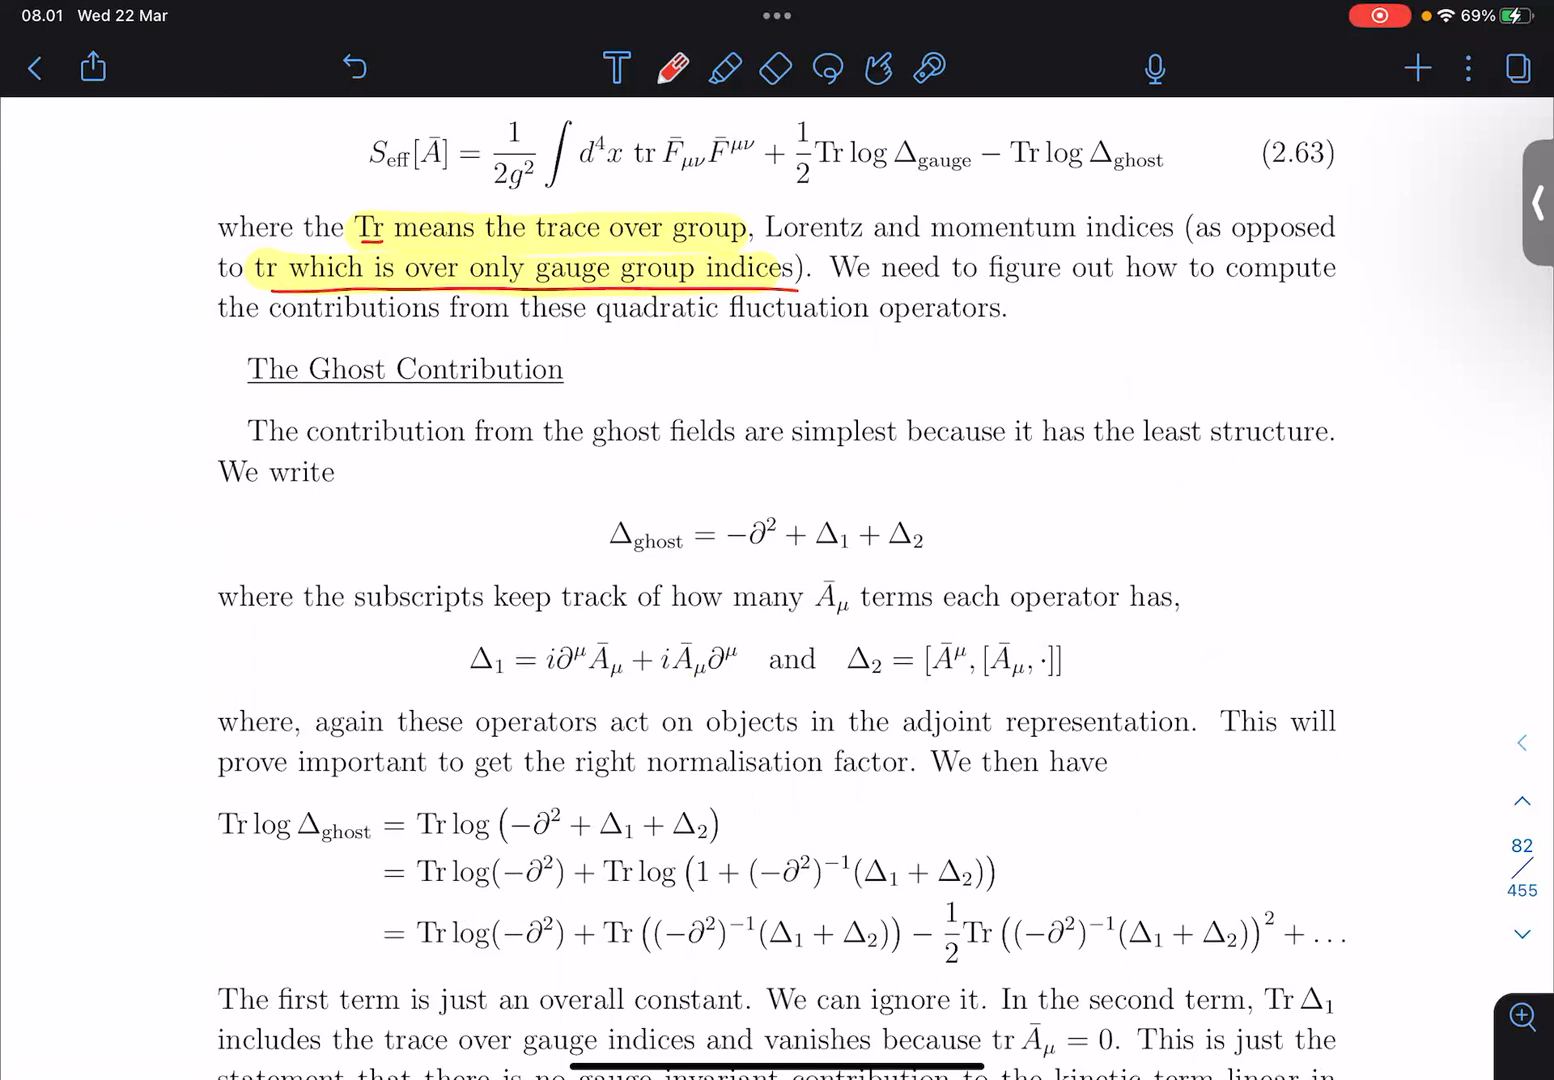 08.01 Wed 22 Mar
69%
S_eff[Ā] = 1/2g² ∫ d⁴x tr F̄_μν F̄^μν + 1/2 Tr log Δ_gauge − Tr log Δ_ghost (2.63)
where the Tr means the trace over group, Lorentz and momentum indices (as opposed
to tr which is over only gauge group indices). We need to figure out how to compute
the contributions from these quadratic fluctuation operators.
The Ghost Contribution
The contribution from the ghost fields are simplest because it has the least structure.
We write
Δ_ghost = −∂² + Δ₁ + Δ₂
where the subscripts keep track of how many Ā_μ terms each operator has,
Δ₁ = i∂^μ Ā_μ + iĀ_μ ∂^μ and Δ₂ = [Ā^μ, [Ā_μ, ·]]
where, again these operators act on objects in the adjoint representation. This will
prove important to get the right normalisation factor. We then have
Tr log Δ_ghost = Tr log (−∂² + Δ₁ + Δ₂)
= Tr log(−∂²) + Tr log (1 + (−∂²)⁻¹(Δ₁ + Δ₂))
= Tr log(−∂²) + Tr ((−∂²)⁻¹(Δ₁ + Δ₂)) − 1/2 Tr ((−∂²)⁻¹(Δ₁ + Δ₂))² + ...
The first term is just an overall constant. We can ignore it. In the second term, Tr Δ₁
includes the trace over gauge indices and vanishes because tr Ā_μ = 0. This is just the
82
/
455